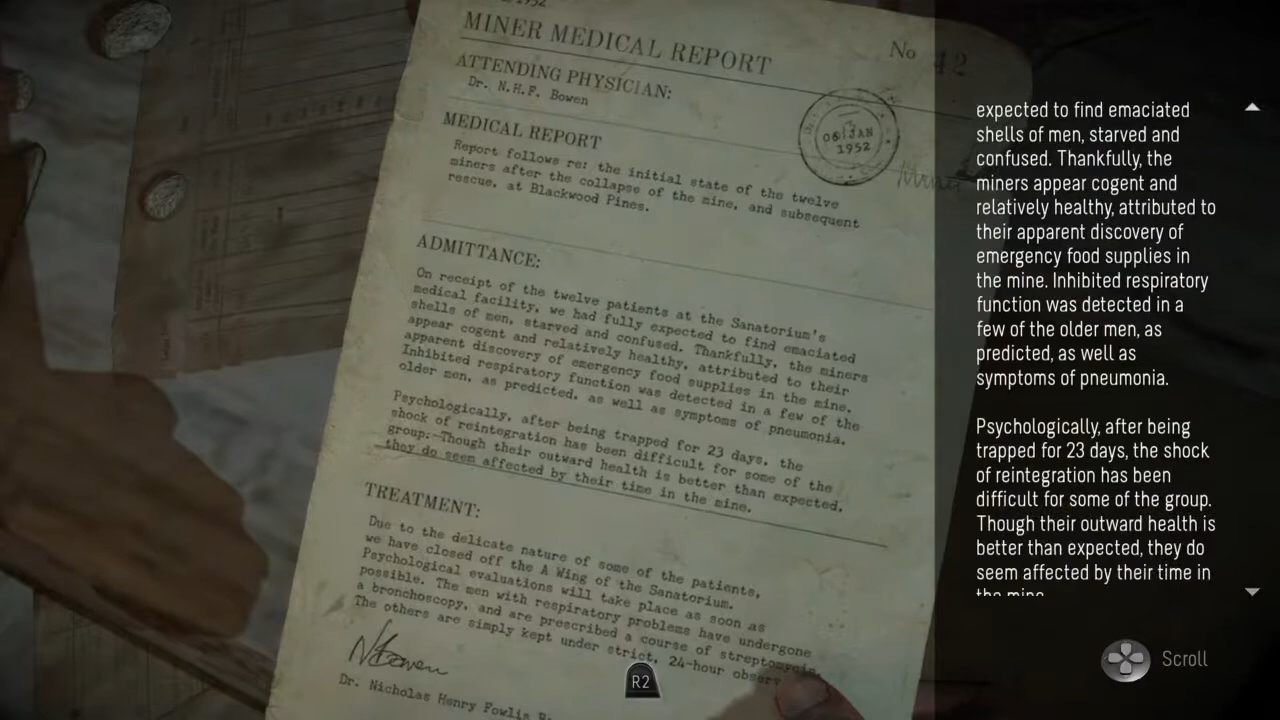 1952
MINER MEDICAL REPORT
No 42
ATTENDING PHYSICIAN:
Dr. N.H.F. Bowen
06 JAN
1952
MEDICAL REPORT
Report follows re: the initial state of the twelve
miners after the collapse of the mine, and subsequent
rescue, at Blackwood Pines.
ADMITTANCE:
On receipt of the twelve patients at the Sanatorium's
medical facility, we had fully expected to find emaciated
shells of men, starved and confused. Thankfully, the miners
appear cogent and relatively healthy, attributed to their
apparent discovery of emergency food supplies in the mine.
Inhibited respiratory function was detected in a few of the
older men, as predicted, as well as symptoms of pneumonia.
Psychologically, after being trapped for 23 days, the
shock of reintegration has been difficult for some of the
group. Though their outward health is better than expected,
they do seem affected by their time in the mine.
TREATMENT:
Due to the delicate nature of some of the patients,
we have closed off the A Wing of the Sanatorium.
Psychological evaluations will take place as soon as
possible. The men with respiratory problems have undergone
a bronchoscopy, and are prescribed a course of streptomycin.
The others are simply kept under strict, 24-hour
NBowen
Dr. Nicholas Henry Fowlis
expected to find emaciated
shells of men, starved and
confused. Thankfully, the
miners appear cogent and
relatively healthy, attributed to
their apparent discovery of
emergency food supplies in
the mine. Inhibited respiratory
function was detected in a
few of the older men, as
predicted, as well as
symptoms of pneumonia.
Psychologically, after being
trapped for 23 days, the shock
of reintegration has been
difficult for some of the group.
Though their outward health is
better than expected, they do
seem affected by their time in
the mine.
R2
Scroll